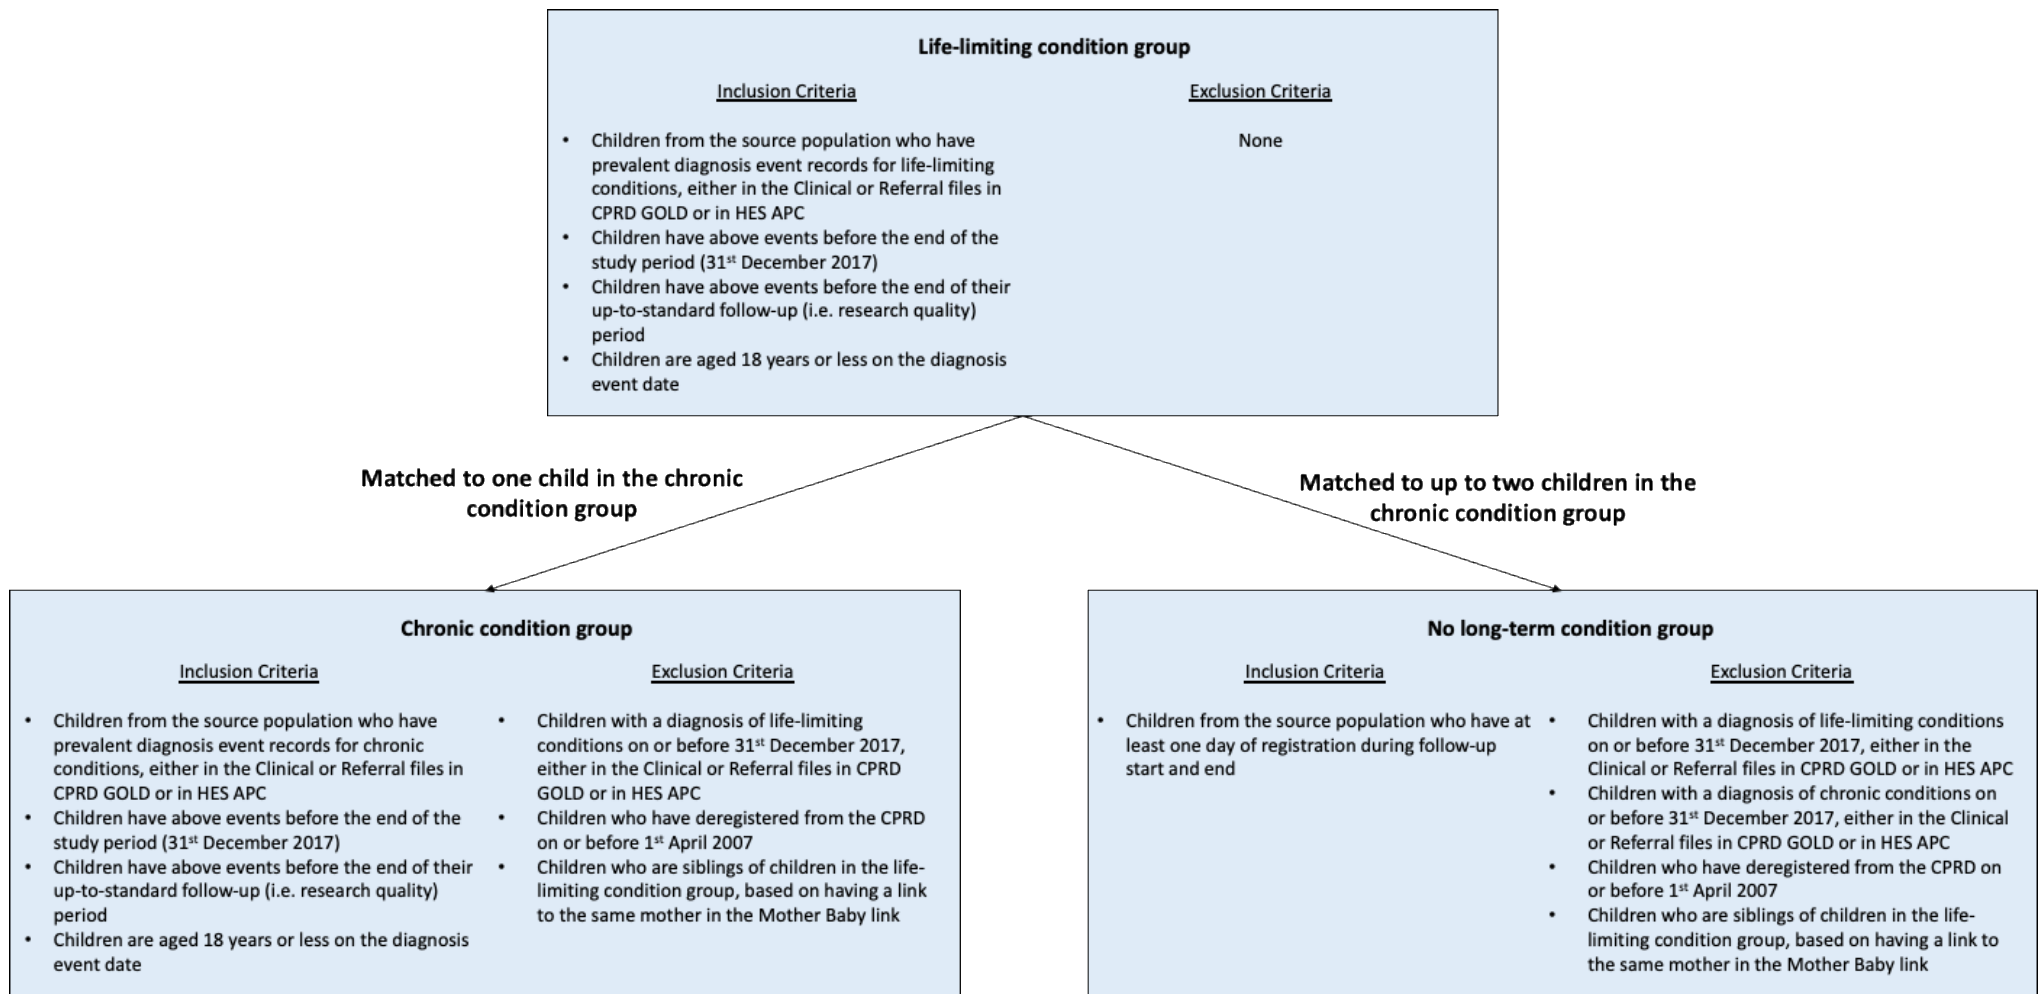 Life-limiting condition group
Inclusion Criteria
• Children from the source population who have
prevalent diagnosis event records for life-limiting
conditions, either in the Clinical or Referral files in
CPRD GOLD or in HES APC
• Children have above events before the end of the
study period (31st December 2017)
• Children have above events before the end of their
up-to-standard follow-up (i.e. research quality)
period
• Children are aged 18 years or less on the diagnosis
event date
Exclusion Criteria
None
Matched to one child in the chronic
condition group
Matched to up to two children in the
chronic condition group
Chronic condition group
Inclusion Criteria
• Children from the source population who have
prevalent diagnosis event records for chronic
conditions, either in the Clinical or Referral files in
CPRD GOLD or in HES APC
• Children have above events before the end of the
study period (31st December 2017)
• Children have above events before the end of their
up-to-standard follow-up (i.e. research quality)
period
• Children are aged 18 years or less on the diagnosis
event date
Exclusion Criteria
• Children with a diagnosis of life-limiting
conditions on or before 31st December 2017,
either in the Clinical or Referral files in CPRD
GOLD or in HES APC
• Children who have deregistered from the CPRD
on or before 1st April 2007
• Children who are siblings of children in the life-
limiting condition group, based on having a link
to the same mother in the Mother Baby link
No long-term condition group
Inclusion Criteria
• Children from the source population who have at
least one day of registration during follow-up
start and end
Exclusion Criteria
• Children with a diagnosis of life-limiting conditions
on or before 31st December 2017, either in the
Clinical or Referral files in CPRD GOLD or in HES APC
• Children with a diagnosis of chronic conditions on
or before 31st December 2017, either in the Clinical
or Referral files in CPRD GOLD or in HES APC
• Children who have deregistered from the CPRD on
or before 1st April 2007
• Children who are siblings of children in the life-
limiting condition group, based on having a link to
the same mother in the Mother Baby link